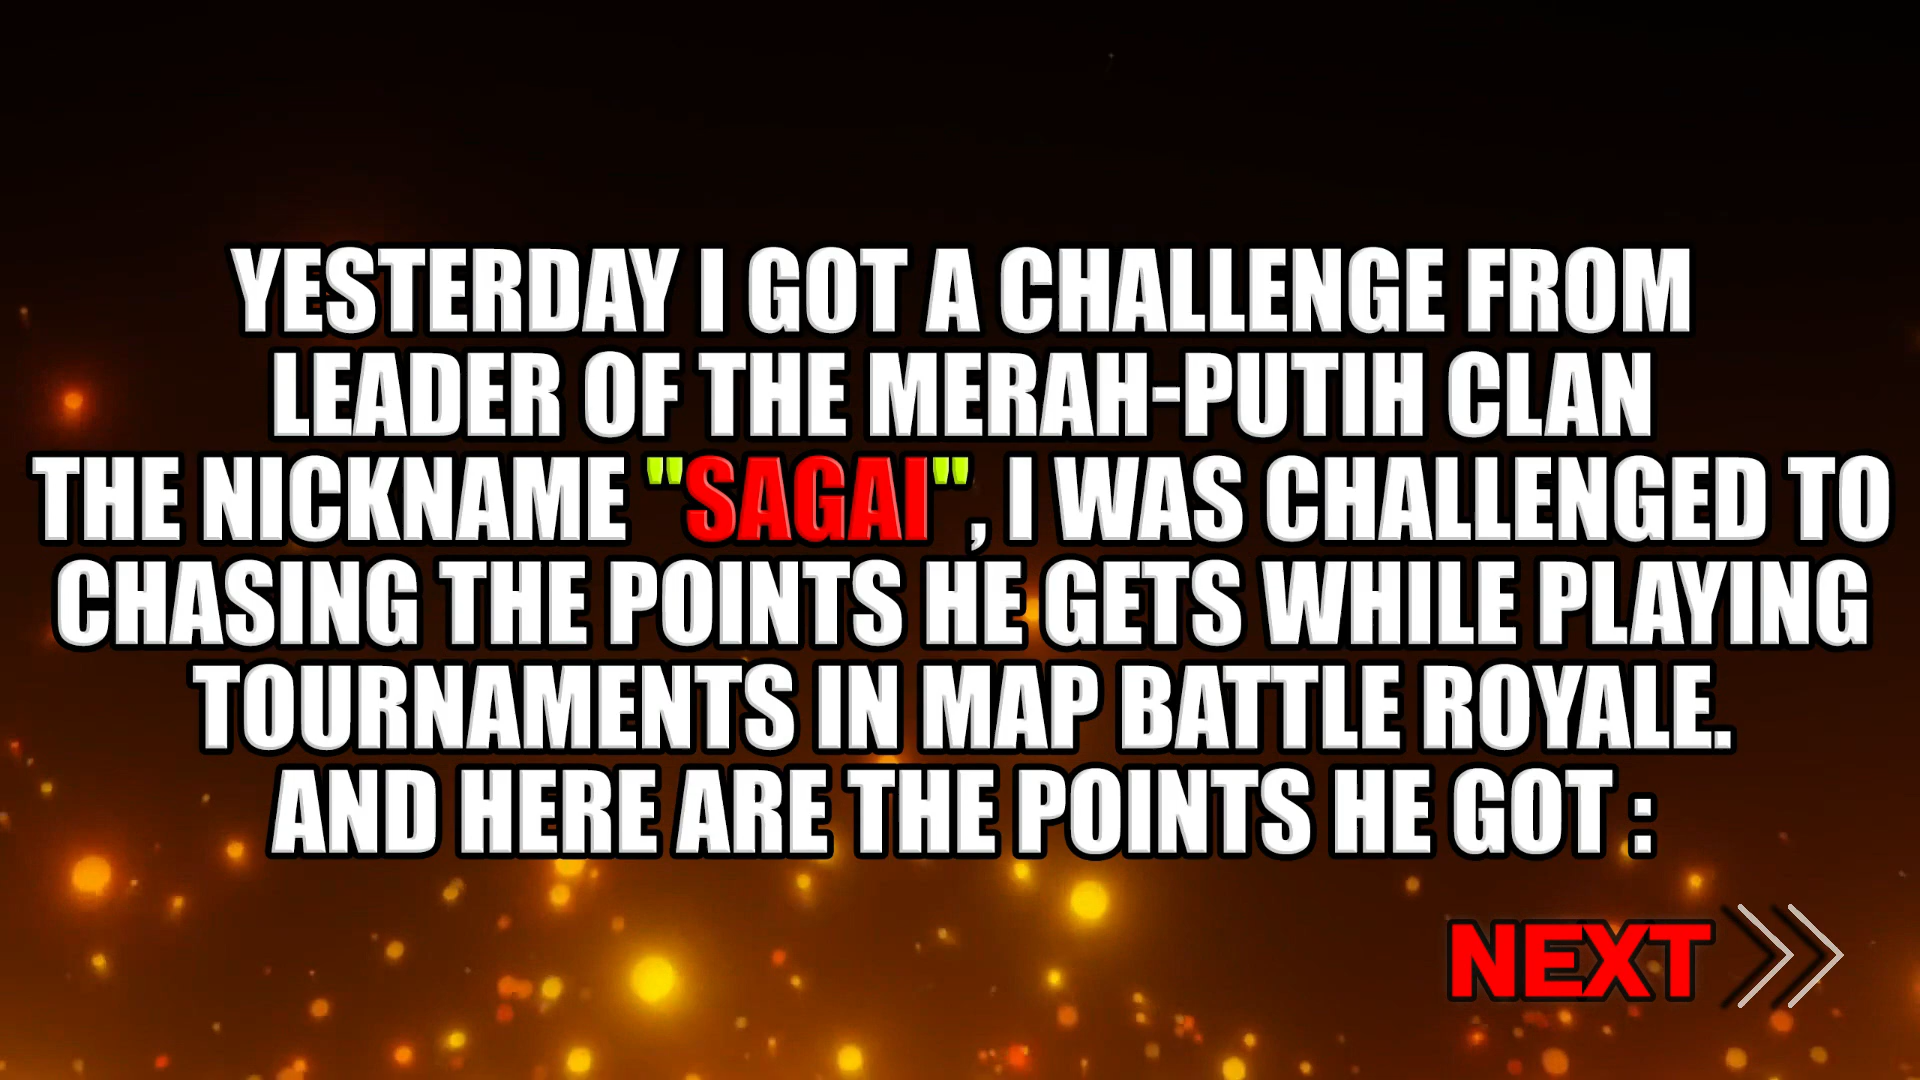 YESTERDAY I GOT A CHALLENGE FROM
LEADER OF THE MERAH-PUTIH CLAN
THE NICKNAME "SAGAI" , I WAS CHALLENGED TO
CHASING THE POINTS HE GETS WHILE PLAYING
TOURNAMENTS IN MAP BATTLE ROYALE.
AND HERE ARE THE POINTS HE GOT :
NEXT